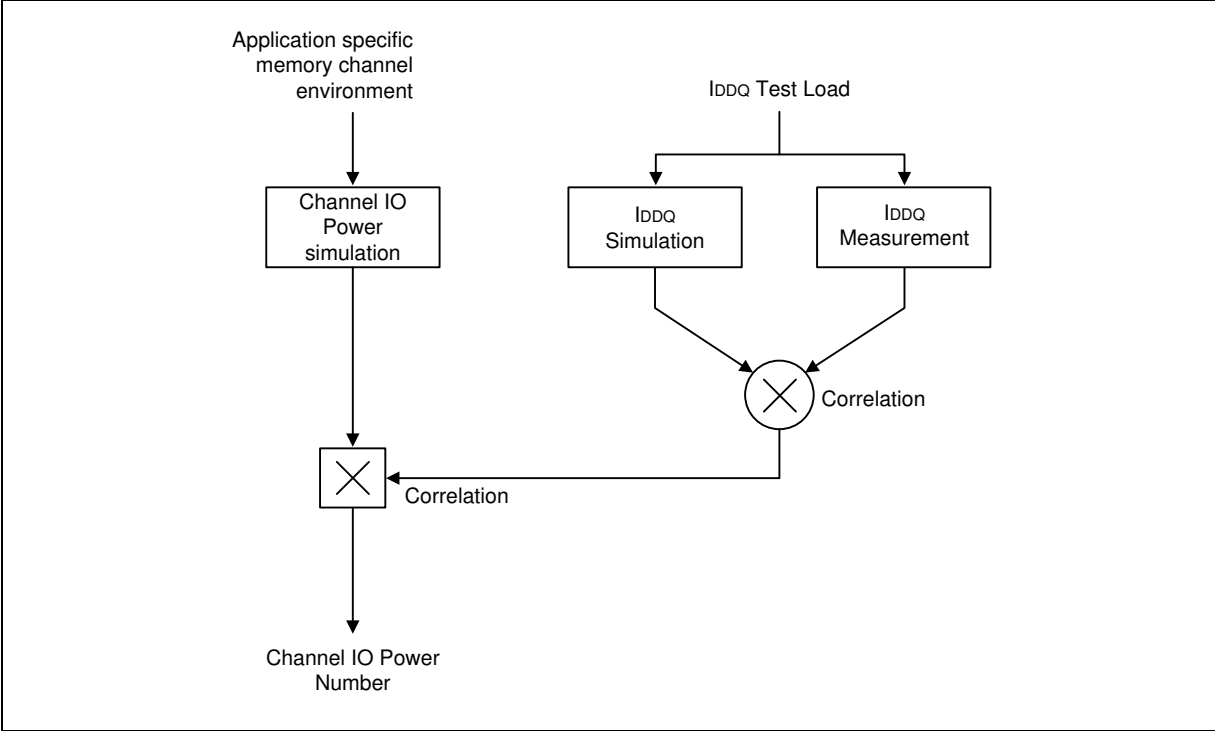 Application specific
memory channel
environment
IDDQ Test Load
Channel IO
Power
simulation
IDDQ
Simulation
IDDQ
Measurement
Correlation
Correlation
Channel IO Power
Number